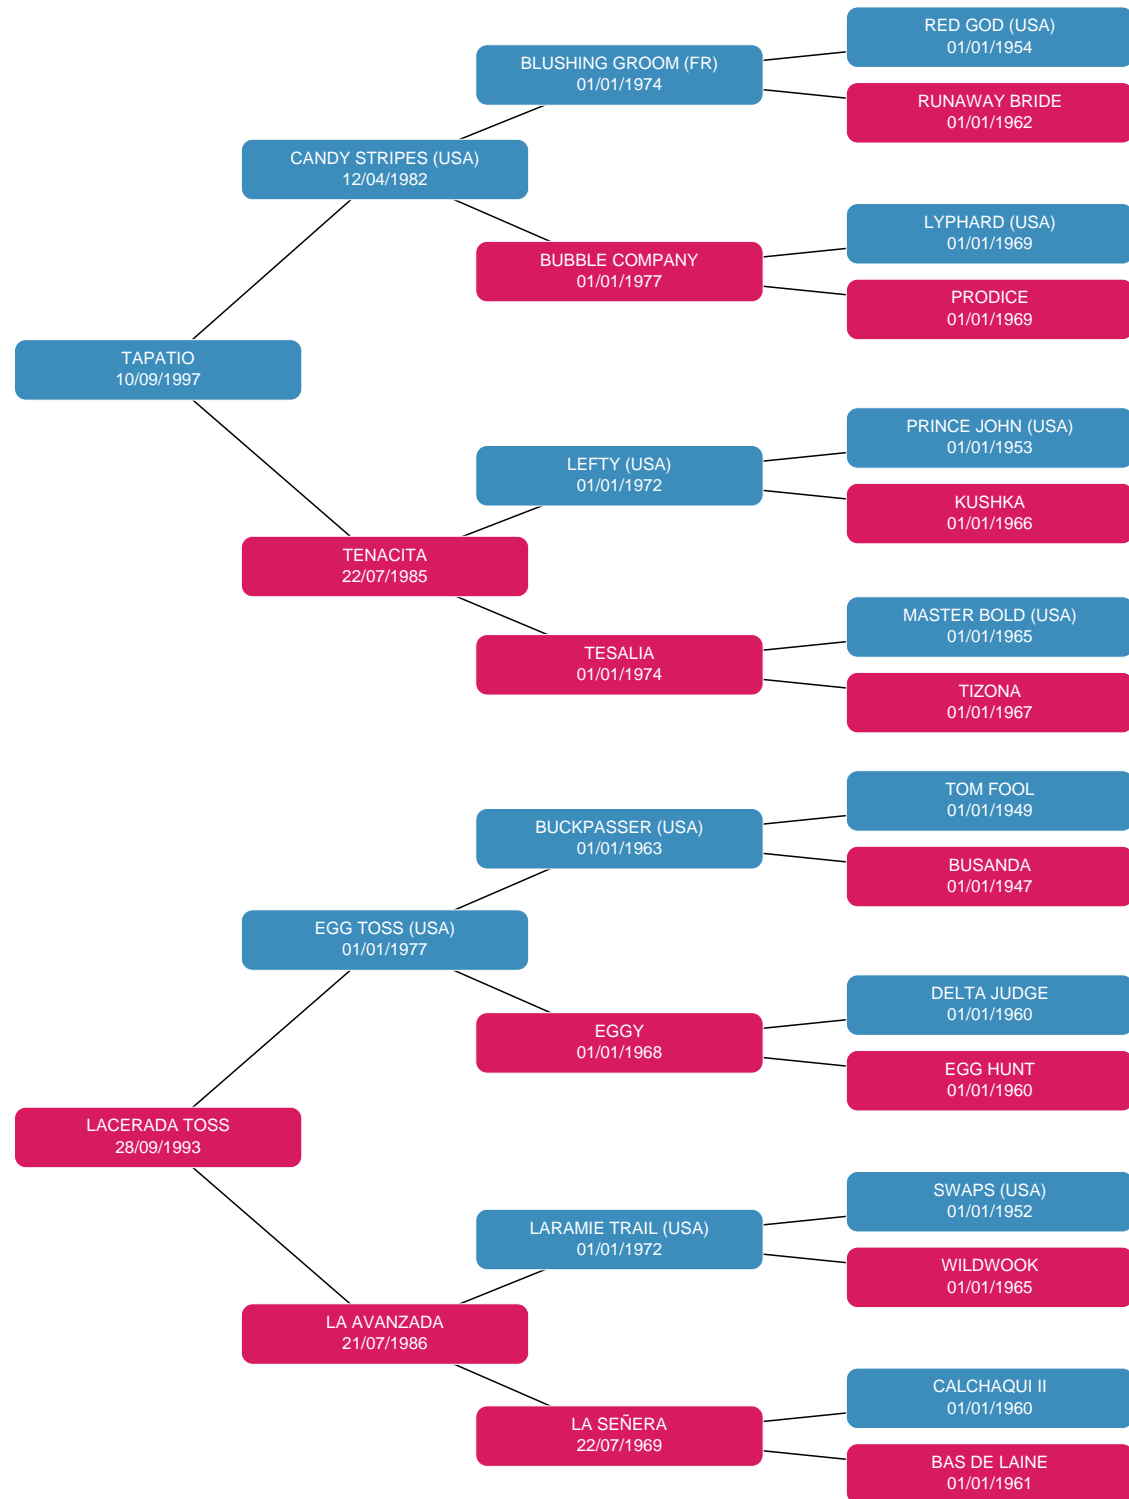 RED GOD (USA)
01/01/1954
BLUSHING GROOM (FR)
01/01/1974
RUNAWAY BRIDE
01/01/1962
CANDY STRIPES (USA)
12/04/1982
LYPHARD (USA)
01/01/1969
BUBBLE COMPANY
01/01/1977
PRODICE
01/01/1969
TAPATIO
10/09/1997
PRINCE JOHN (USA)
01/01/1953
LEFTY (USA)
01/01/1972
KUSHKA
01/01/1966
TENACITA
22/07/1985
MASTER BOLD (USA)
01/01/1965
TESALIA
01/01/1974
TIZONA
01/01/1967
TOM FOOL
01/01/1949
BUCKPASSER (USA)
01/01/1963
BUSANDA
01/01/1947
EGG TOSS (USA)
01/01/1977
DELTA JUDGE
01/01/1960
EGGY
01/01/1968
EGG HUNT
01/01/1960
LACERADA TOSS
28/09/1993
SWAPS (USA)
01/01/1952
LARAMIE TRAIL (USA)
01/01/1972
WILDWOOK
01/01/1965
LA AVANZADA
21/07/1986
CALCHAQUI II
01/01/1960
LA SEÑERA
22/07/1969
BAS DE LAINE
01/01/1961